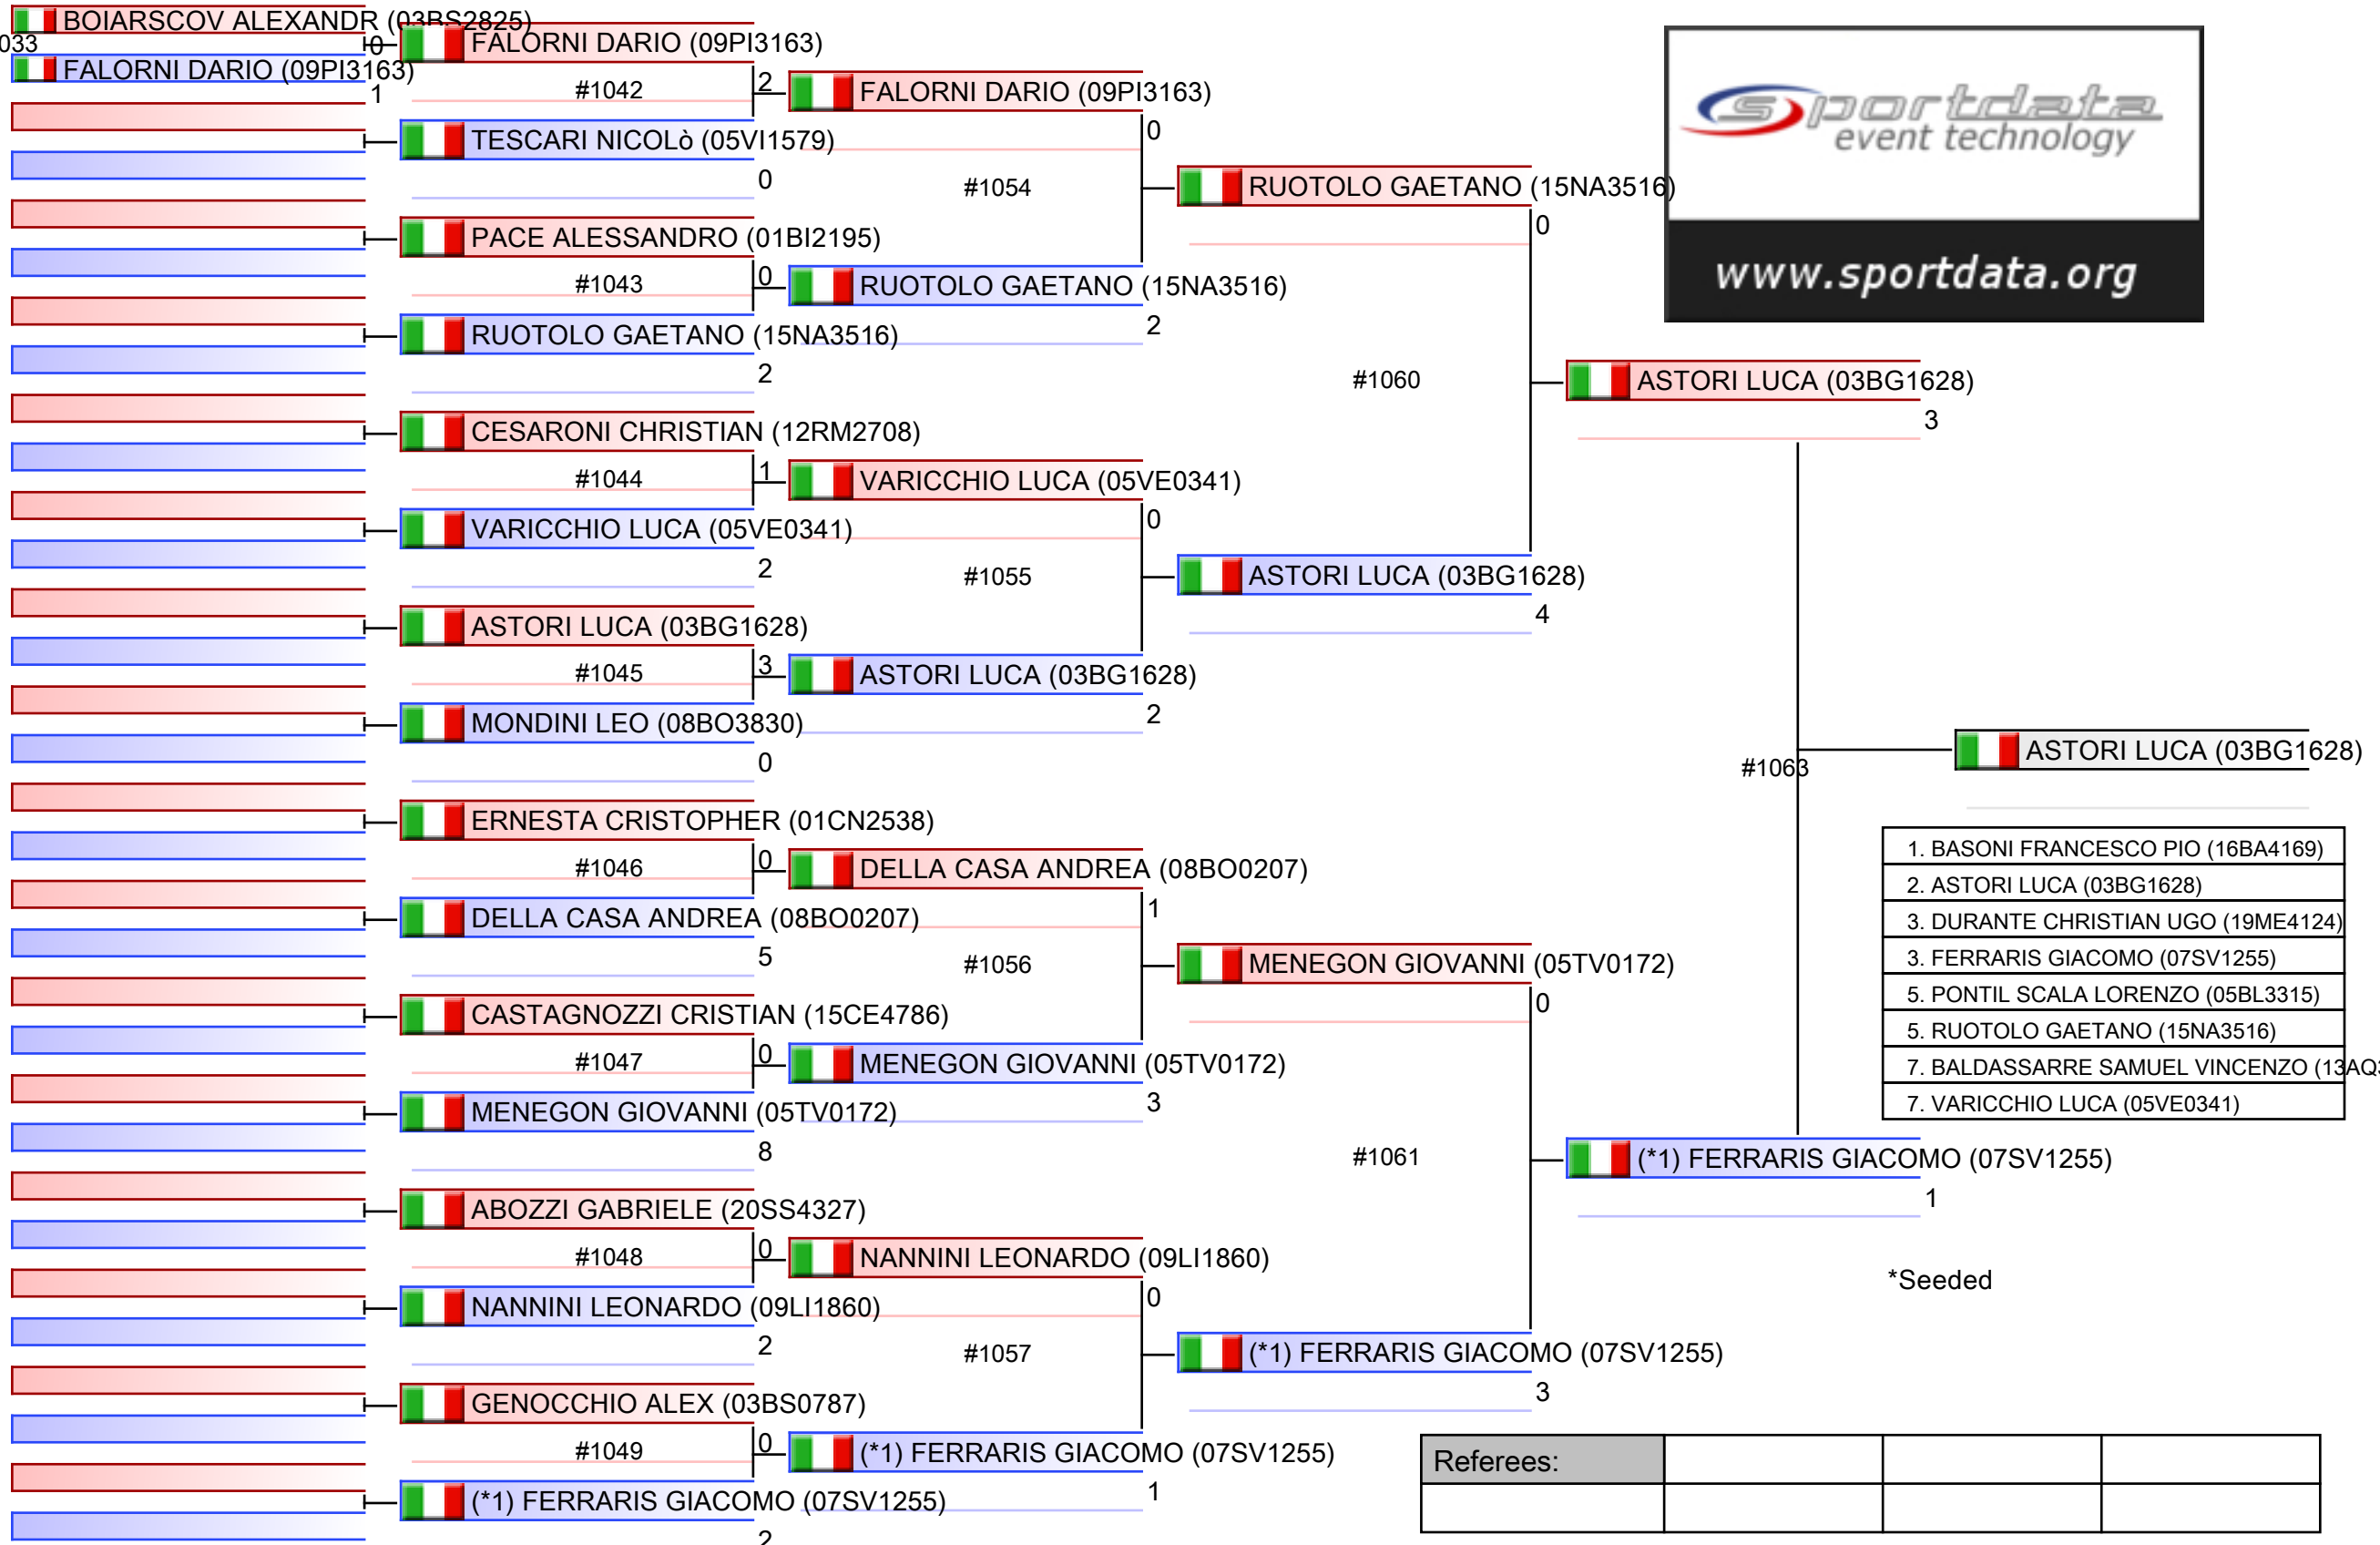 BOIARSCOV ALEXANDR (03BS2825)
033
0
FALORNI DARIO (09PI3163)
1
FALORNI DARIO (09PI3163)
#1042
2
TESCARI NICOLò (05VI1579)
0
PACE ALESSANDRO (01BI2195)
#1043
0
RUOTOLO GAETANO (15NA3516)
2
CESARONI CHRISTIAN (12RM2708)
#1044
1
VARICCHIO LUCA (05VE0341)
2
ASTORI LUCA (03BG1628)
#1045
3
MONDINI LEO (08BO3830)
0
ERNESTA CRISTOPHER (01CN2538)
#1046
0
DELLA CASA ANDREA (08BO0207)
5
CASTAGNOZZI CRISTIAN (15CE4786)
#1047
0
MENEGON GIOVANNI (05TV0172)
8
ABOZZI GABRIELE (20SS4327)
#1048
0
NANNINI LEONARDO (09LI1860)
2
GENOCCHIO ALEX (03BS0787)
#1049
0
(*1) FERRARIS GIACOMO (07SV1255)
2
FALORNI DARIO (09PI3163)
0
#1054
RUOTOLO GAETANO (15NA3516)
2
VARICCHIO LUCA (05VE0341)
0
#1055
ASTORI LUCA (03BG1628)
2
DELLA CASA ANDREA (08BO0207)
1
#1056
MENEGON GIOVANNI (05TV0172)
3
NANNINI LEONARDO (09LI1860)
0
#1057
(*1) FERRARIS GIACOMO (07SV1255)
1
RUOTOLO GAETANO (15NA3516)
0
#1060
ASTORI LUCA (03BG1628)
4
MENEGON GIOVANNI (05TV0172)
0
#1061
(*1) FERRARIS GIACOMO (07SV1255)
3
ASTORI LUCA (03BG1628)
3
#1063
(*1) FERRARIS GIACOMO (07SV1255)
1
ASTORI LUCA (03BG1628)
sportdata
event technology
www.sportdata.org
1. BASONI FRANCESCO PIO (16BA4169)
2. ASTORI LUCA (03BG1628)
3. DURANTE CHRISTIAN UGO (19ME4124)
3. FERRARIS GIACOMO (07SV1255)
5. PONTIL SCALA LORENZO (05BL3315)
5. RUOTOLO GAETANO (15NA3516)
7. BALDASSARRE SAMUEL VINCENZO (13AQ
7. VARICCHIO LUCA (05VE0341)
*Seeded
Referees: